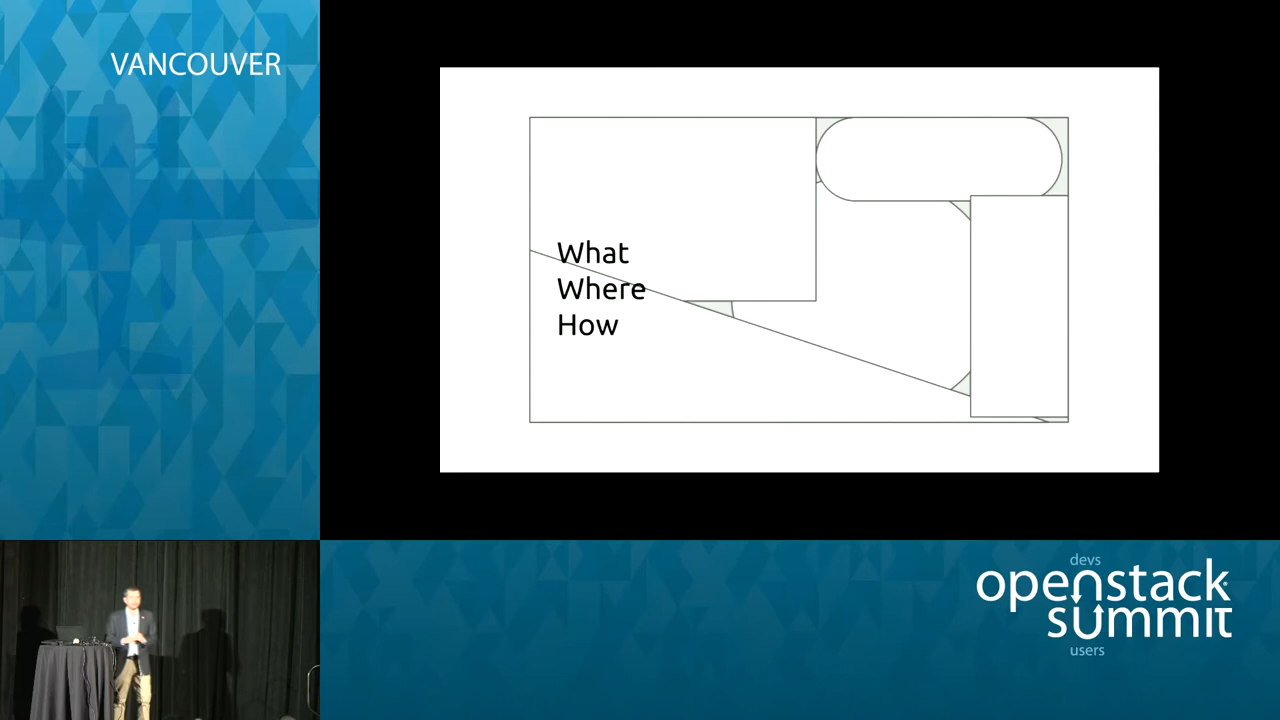 VANCOUVER
What
Where
How
devs
openstack
summit
users